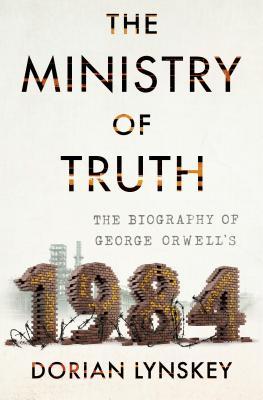 THE
MINISTRY
OF
TRUTH
THE BIOGRAPHY OF
GEORGE ORWELL'S
1984
DORIAN LYNSKEY